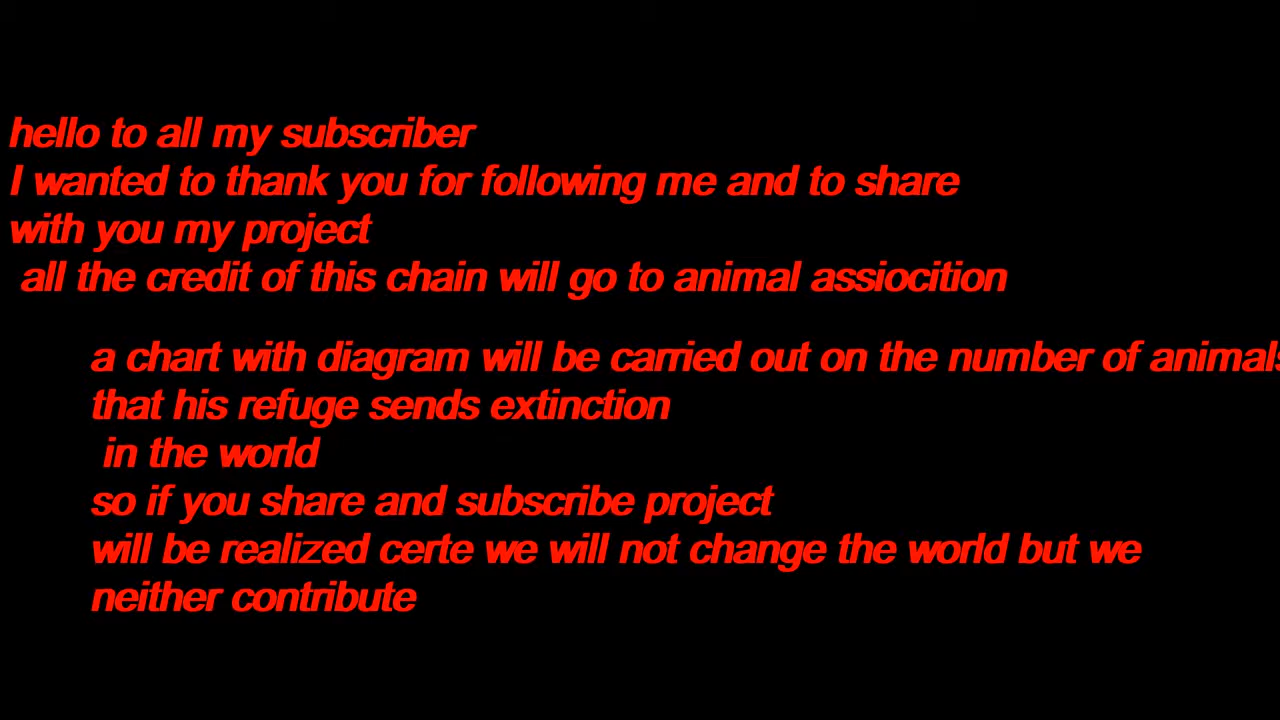 hello to all my subscriber
I wanted to thank you for following me and to share
with you my project
all the credit of this chain will go to animal assiocition
a chart with diagram will be carried out on the number of animals
that his refuge sends extinction
in the world
so if you share and subscribe project
will be realized certe we will not change the world but we
neither contribute